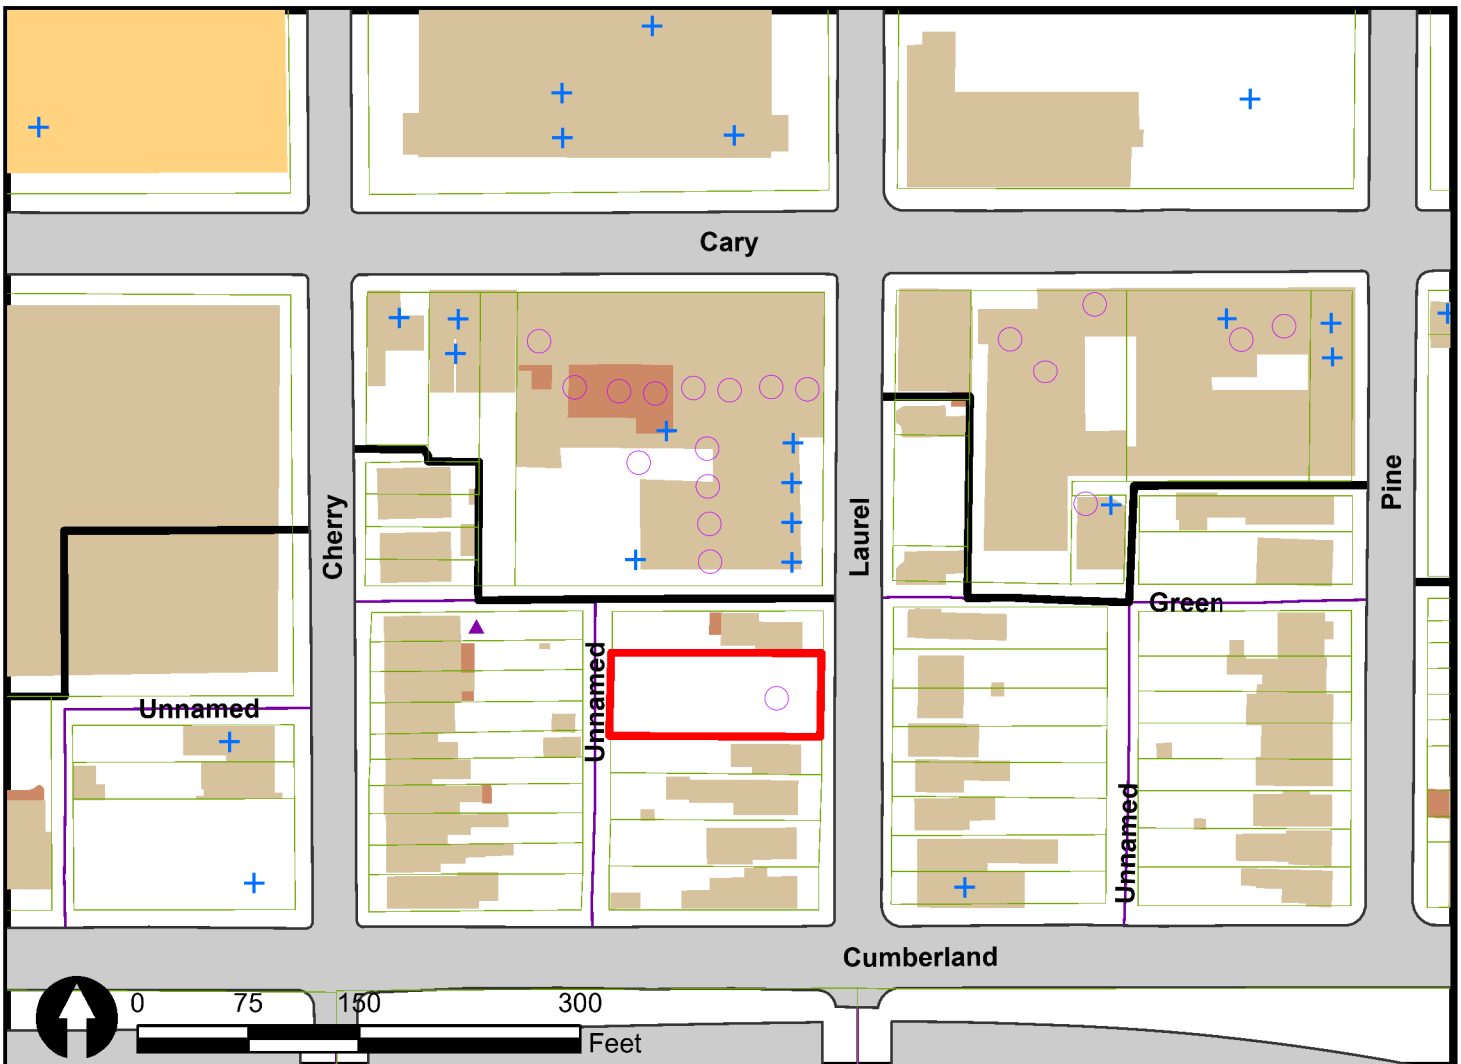 Cary
Cherry
Laurel
Pine
Green
Unnamed
Unnamed
Unnamed
Cumberland
0 75 150 300
Feet